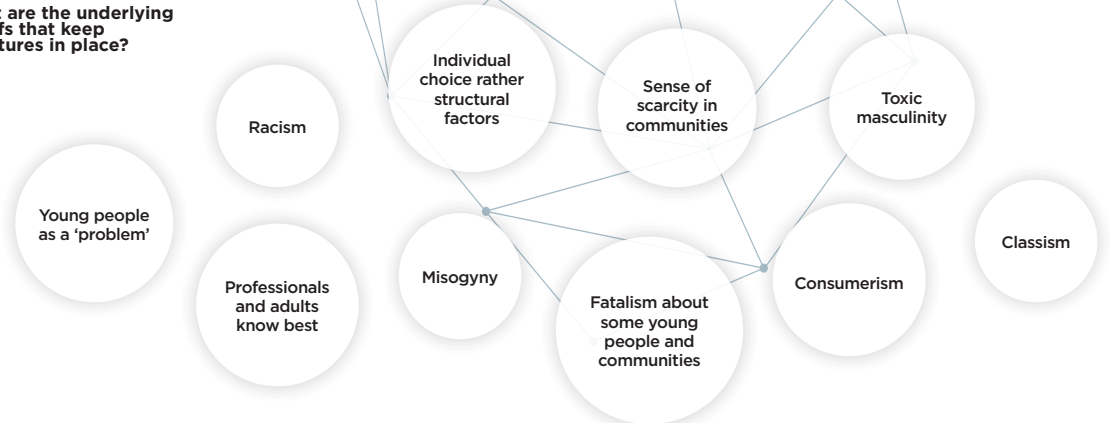 are the underlying
that keep
in place?
Individual
choice rather
structural
factors
Sense of
scarcity in
communities
Toxic
masculinity
Racism
Young people
as a ‘problem’
Classism
Misogyny
Consumerism
Professionals
and adults
know best
Fatalism about
some young
people and
communities